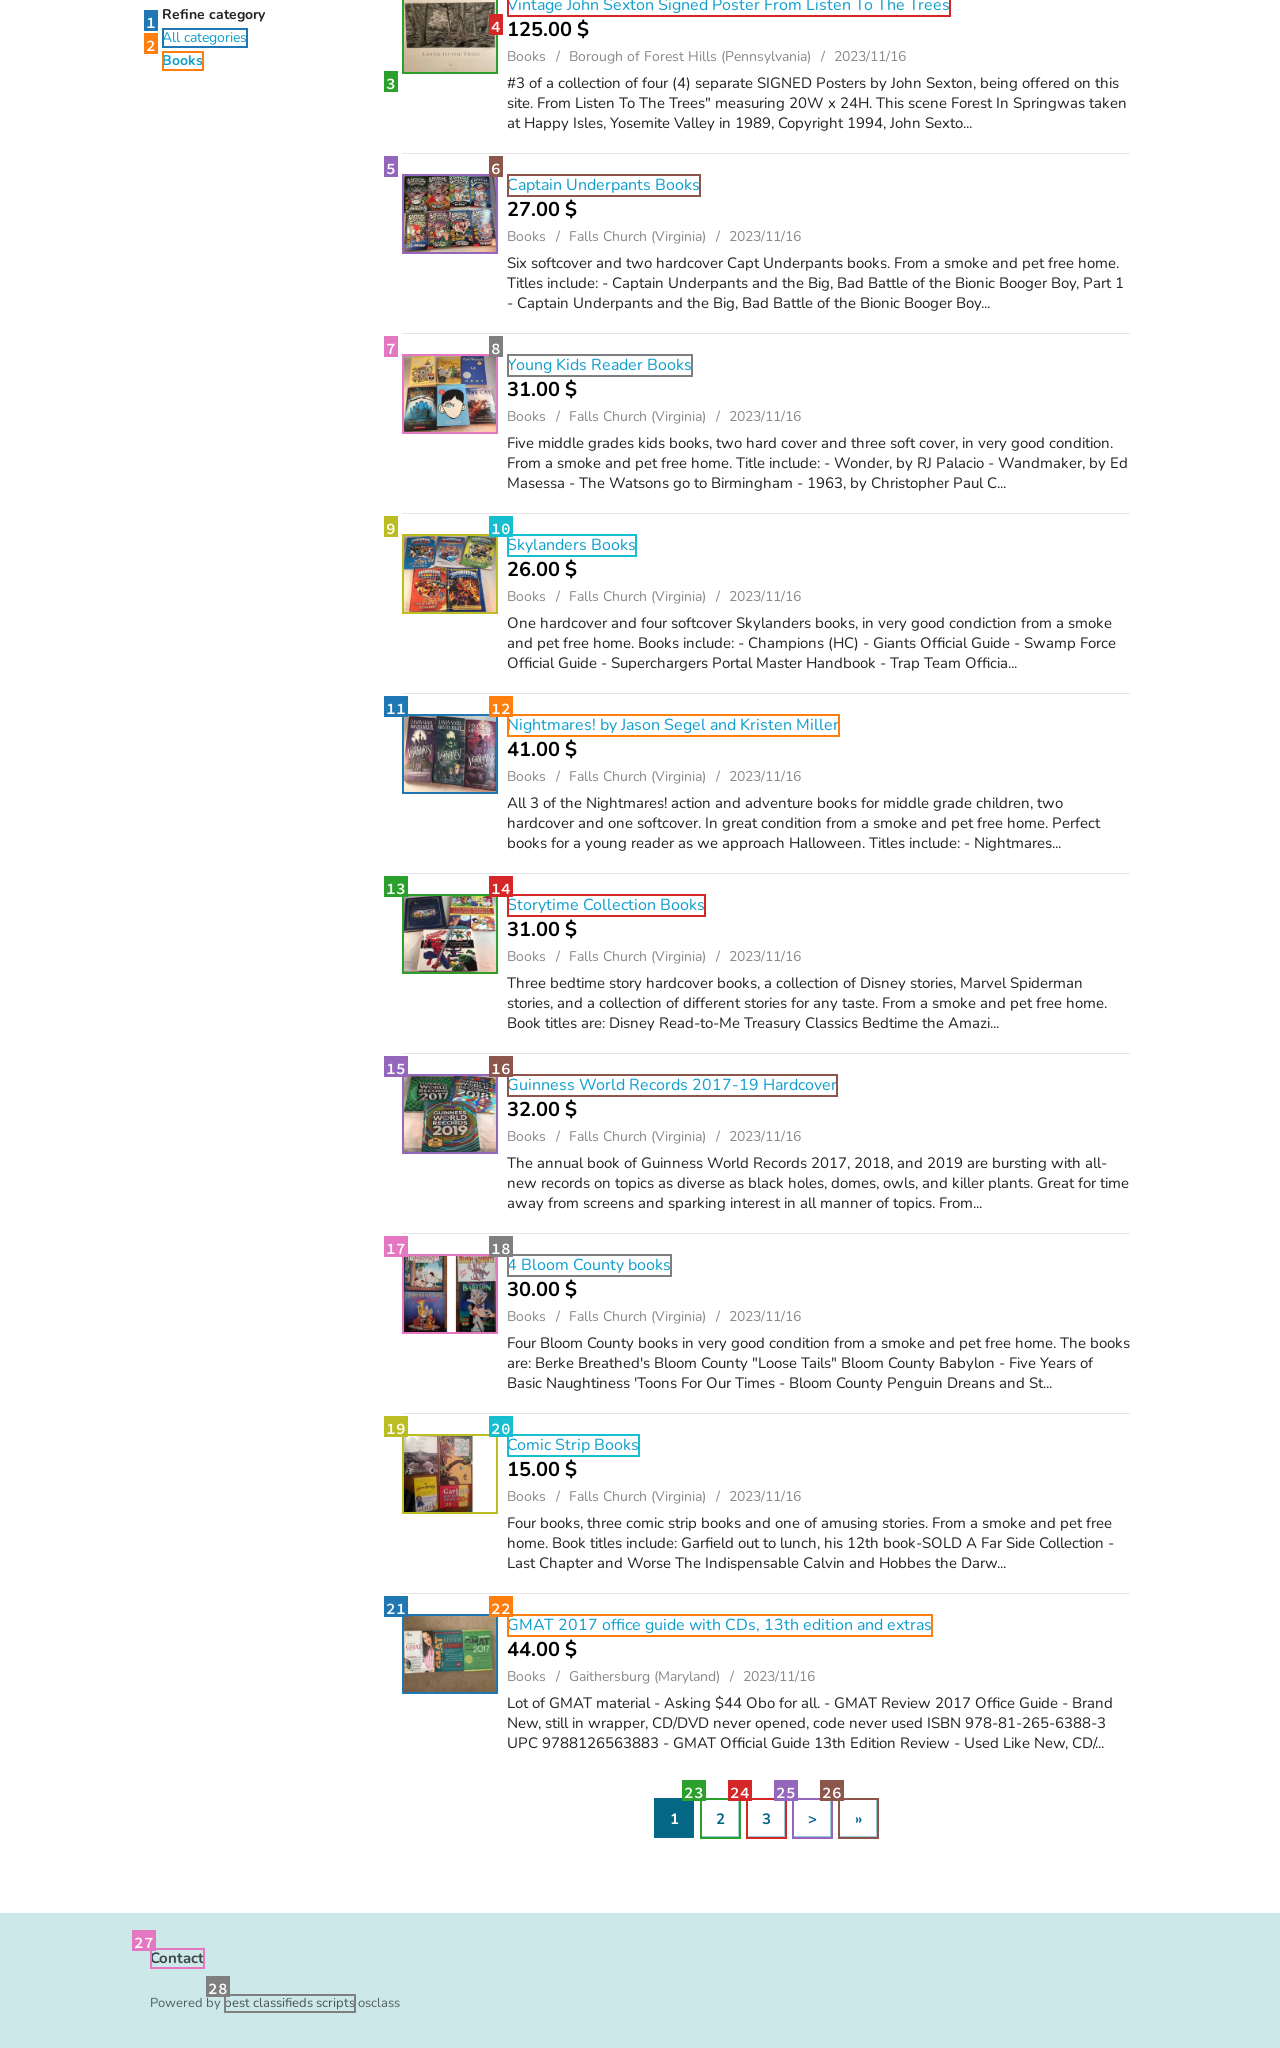 1
Refine category
All categories
2
Books
3
4
Vintage John Sexton Signed Poster From Listen To The Trees
125.00 $
Books / Borough of Forest Hills (Pennsylvania) / 2023/11/16
#3 of a collection of four (4) separate SIGNED Posters by John Sexton, being offered on this
site. From Listen To The Trees" measuring 20W x 24H. This scene Forest In Springwas taken
at Happy Isles, Yosemite Valley in 1989, Copyright 1994, John Sexto...
LISTEN TO THE TREES
5
6
Captain Underpants Books
27.00 $
Books / Falls Church (Virginia) / 2023/11/16
Six softcover and two hardcover Capt Underpants books. From a smoke and pet free home.
Titles include: - Captain Underpants and the Big, Bad Battle of the Bionic Booger Boy, Part 1
- Captain Underpants and the Big, Bad Battle of the Bionic Booger Boy...
7
8
Young Kids Reader Books
31.00 $
Books / Falls Church (Virginia) / 2023/11/16
Five middle grades kids books, two hard cover and three soft cover, in very good condition.
From a smoke and pet free home. Title include: - Wonder, by RJ Palacio - Wandmaker, by Ed
Masessa - The Watsons go to Birmingham - 1963, by Christopher Paul C...
9
10
Skylanders Books
26.00 $
Books / Falls Church (Virginia) / 2023/11/16
One hardcover and four softcover Skylanders books, in very good condiction from a smoke
and pet free home. Books include: - Champions (HC) - Giants Official Guide - Swamp Force
Official Guide - Superchargers Portal Master Handbook - Trap Team Officia...
11
12
Nightmares! by Jason Segel and Kristen Miller
41.00 $
Books / Falls Church (Virginia) / 2023/11/16
All 3 of the Nightmares! action and adventure books for middle grade children, two
hardcover and one softcover. In great condition from a smoke and pet free home. Perfect
books for a young reader as we approach Halloween. Titles include: - Nightmares...
13
14
Storytime Collection Books
31.00 $
Books / Falls Church (Virginia) / 2023/11/16
Three bedtime story hardcover books, a collection of Disney stories, Marvel Spiderman
stories, and a collection of different stories for any taste. From a smoke and pet free home.
Book titles are: Disney Read-to-Me Treasury Classics Bedtime the Amazi...
15
16
Guinness World Records 2017-19 Hardcover
32.00 $
Books / Falls Church (Virginia) / 2023/11/16
The annual book of Guinness World Records 2017, 2018, and 2019 are bursting with all-
new records on topics as diverse as black holes, domes, owls, and killer plants. Great for time
away from screens and sparking interest in all manner of topics. From...
WORLD
RECORDS
2017
GUINNESS
WORLD
RECORDS
2019
17
18
4 Bloom County books
30.00 $
Books / Falls Church (Virginia) / 2023/11/16
Four Bloom County books in very good condition from a smoke and pet free home. The books
are: Berke Breathed's Bloom County "Loose Tails" Bloom County Babylon - Five Years of
Basic Naughtiness 'Toons For Our Times - Bloom County Penguin Dreans and St...
BABYLON
19
20
Comic Strip Books
15.00 $
Books / Falls Church (Virginia) / 2023/11/16
Four books, three comic strip books and one of amusing stories. From a smoke and pet free
home. Book titles include: Garfield out to lunch, his 12th book-SOLD A Far Side Collection -
Last Chapter and Worse The Indispensable Calvin and Hobbes the Darw...
21
22
GMAT 2017 office guide with CDs, 13th edition and extras
44.00 $
Books / Gaithersburg (Maryland) / 2023/11/16
Lot of GMAT material - Asking $44 Obo for all. - GMAT Review 2017 Office Guide - Brand
New, still in wrapper, CD/DVD never opened, code never used ISBN 978-81-265-6388-3
UPC 9788126563883 - GMAT Official Guide 13th Edition Review - Used Like New, CD/...
GMAT
GMAT
REVIEW
GMAT
2017
23 24 25 26
1 2 3 > »
27
Contact
28
Powered by best classifieds scripts osclass